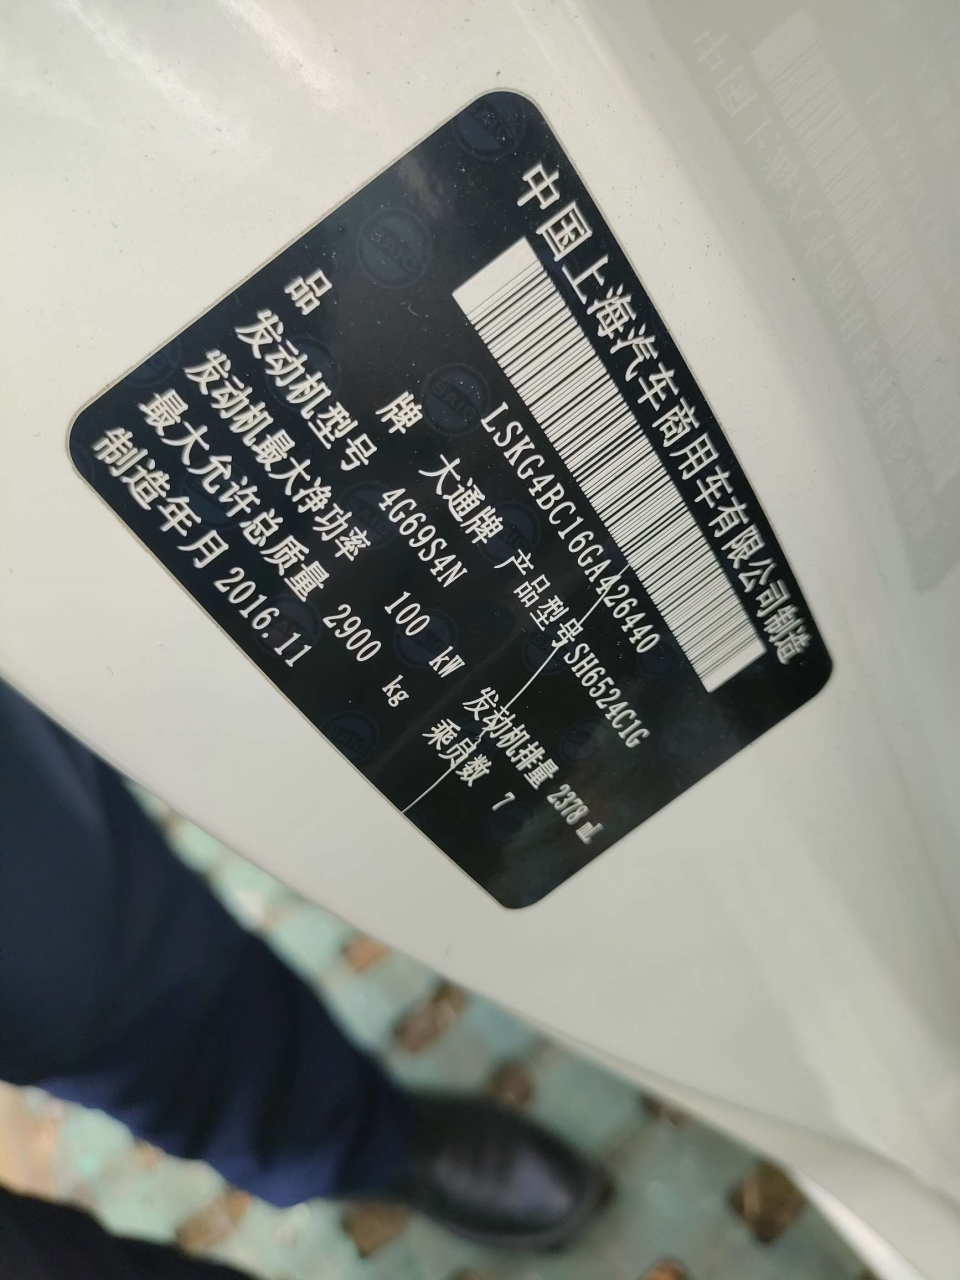 中国上海汽车商用车有限公司制造
LSKG4BC16GA426440
品 牌 大通牌 产品型号 SH6524C1G
发动机型号 4G69S4N
发动机最大净功率 100 kW 发动机排量 2378 mL
最大允许总质量 2900 kg 乘员数 7
制造年月 2016.11